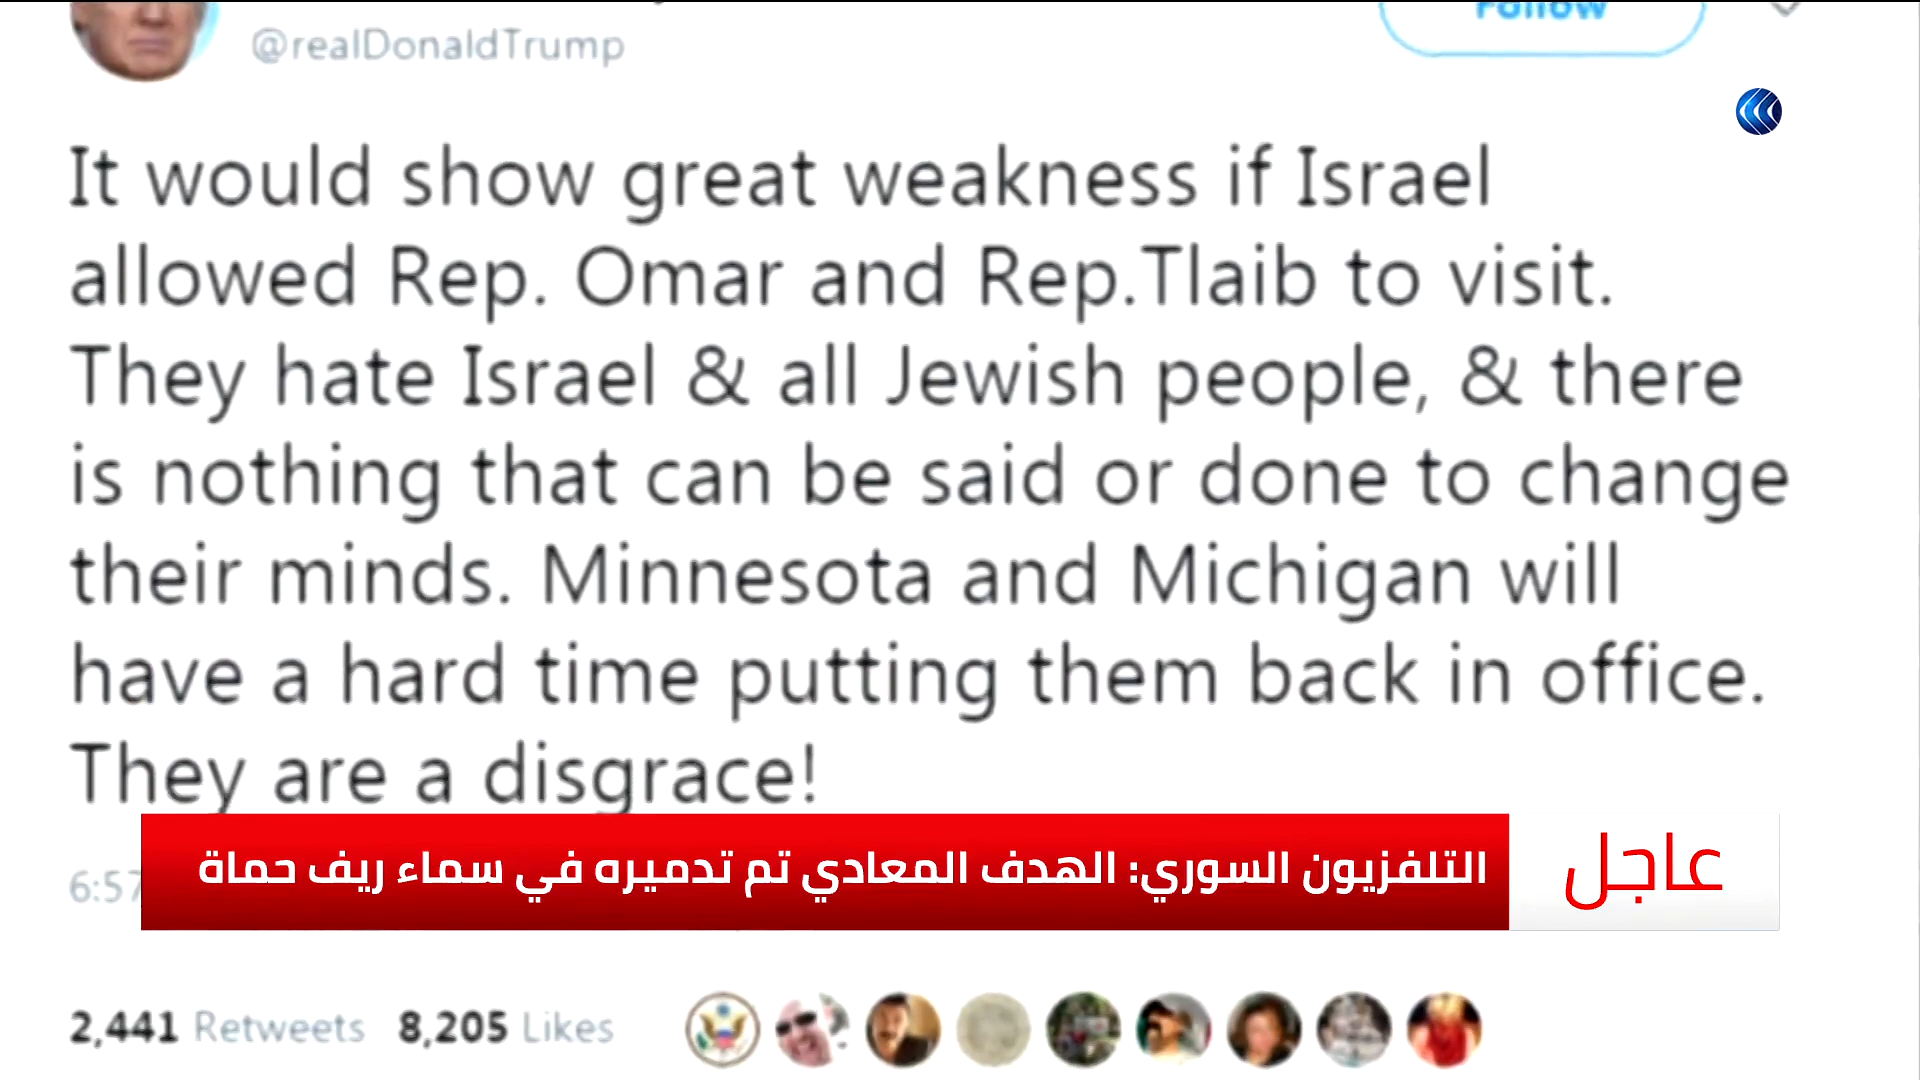 Follow
@realDonaldTrump
It would show great weakness if Israel
allowed Rep. Omar and Rep.Tlaib to visit.
They hate Israel & all Jewish people, & there
is nothing that can be said or done to change
their minds. Minnesota and Michigan will
have a hard time putting them back in office.
They are a disgrace!
عاجل
التلفزيون السوري: الهدف المعادي تم تدميره في سماء ريف حماة
6:57
2,441 Retweets 8,205 Likes